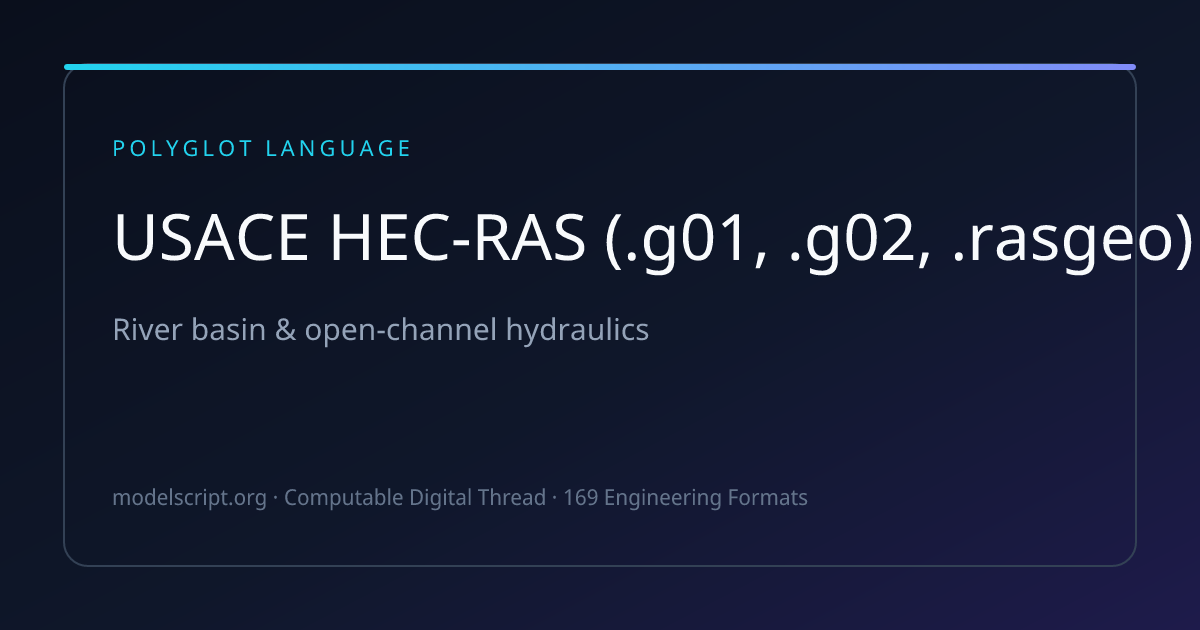 POLYGLOT LANGUAGE
USACE HEC-RAS (.g01, .g02, .rasgeo)
River basin & open-channel hydraulics
modelscript.org · Computable Digital Thread · 169 Engineering Formats